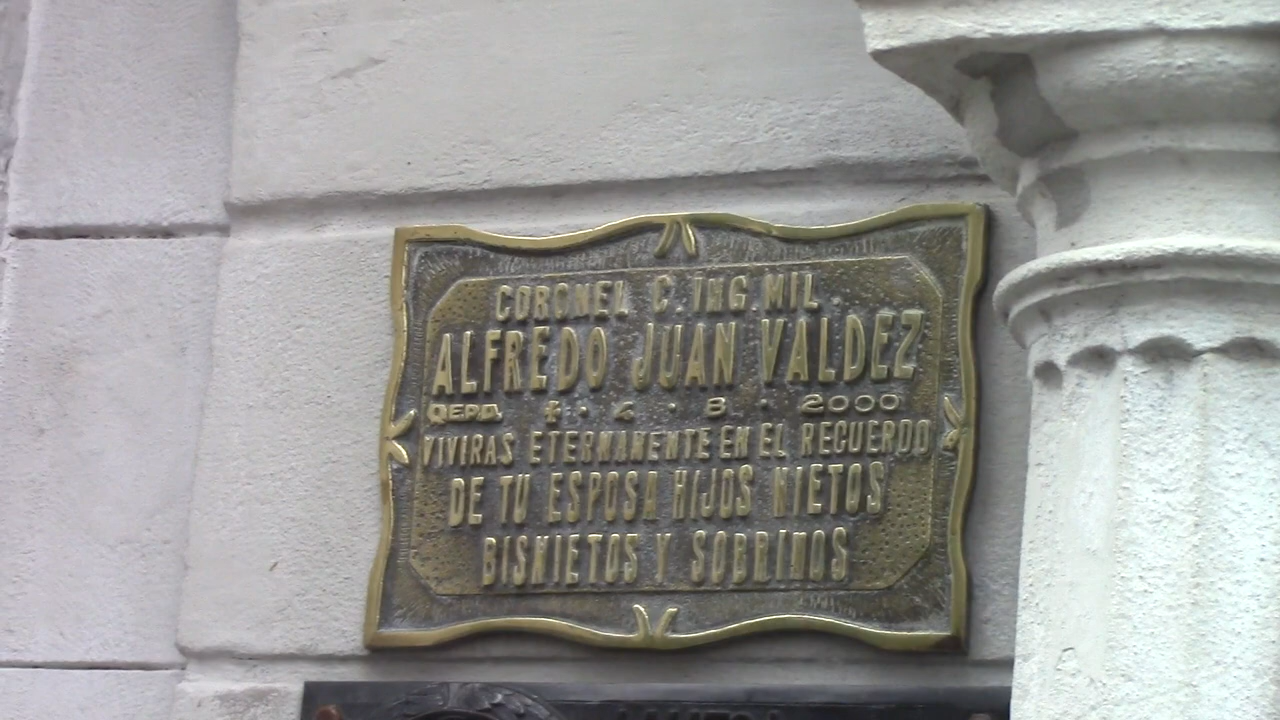 CORONEL C. ING. MIL.
ALFREDO JUAN VALDEZ
QEPD. ✝ · 4 · 8 · 2000
VIVIRAS ETERNAMENTE EN EL RECUERDO
DE TU ESPOSA HIJOS NIETOS
BISNIETOS Y SOBRINOS